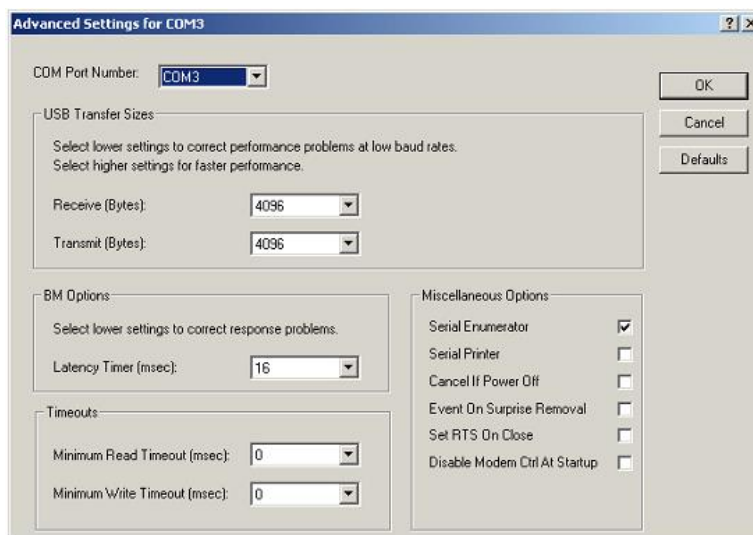 Advanced Settings for COM3
COM Port Number:
COM3
OK
Cancel
Defaults
USB Transfer Sizes
Select lower settings to correct performance problems at low baud rates.
Select higher settings for faster performance.
Receive (Bytes):
4096
Transmit (Bytes):
4096
BM Options
Select lower settings to correct response problems.
Latency Timer (msec):
16
Timeouts
Minimum Read Timeout (msec):
0
Minimum Write Timeout (msec):
0
Miscellaneous Options
Serial Enumerator
Serial Printer
Cancel If Power Off
Event On Surprise Removal
Set RTS On Close
Disable Modem Ctrl At Startup